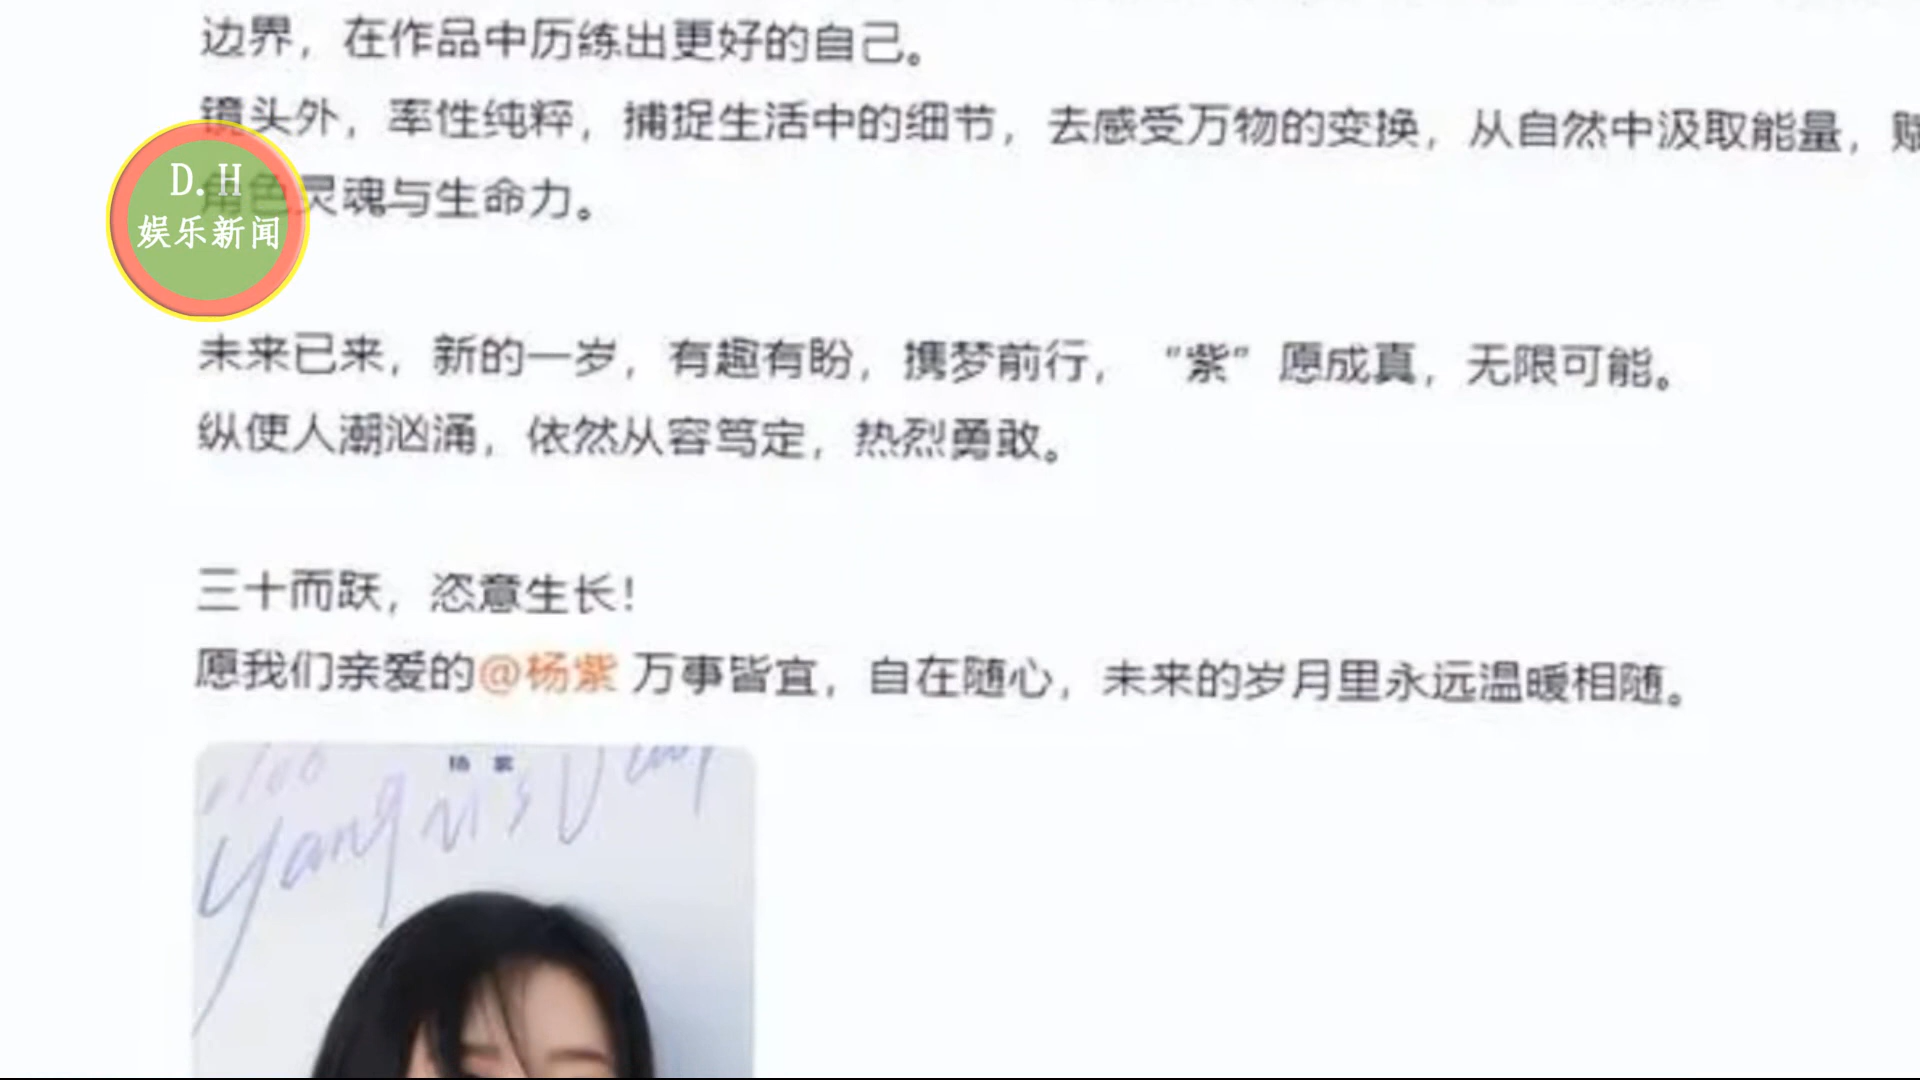 边界，在作品中历练出更好的自己。
镜头外，率性纯粹，捕捉生活中的细节，去感受万物的变换，从自然中汲取能量，赋
角色灵魂与生命力。
D.H
娱乐新闻
未来已来，新的一岁，有趣有盼，携梦前行，“紫”愿成真，无限可能。
纵使人潮汹涌，依然从容笃定，热烈勇敢。
三十而跃，恣意生长！
愿我们亲爱的@杨紫 万事皆宜，自在随心，未来的岁月里永远温暖相随。
杨 紫
Yang Zi's